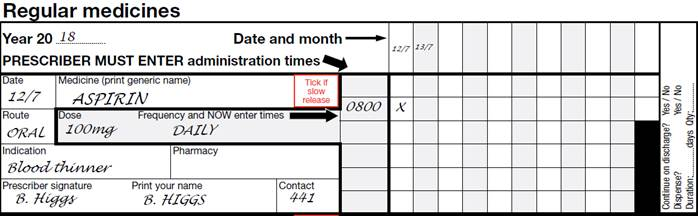 Regular medicines
Year 20 18 Date and month
12/7 13/7
PRESCRIBER MUST ENTER administration times
Date Medicine (print generic name) Tick if slow release
12/7 ASPIRIN
0800 X
Route Dose Frequency and NOW enter times
ORAL 100mg DAILY
Indication Pharmacy
Blood thinner
Prescriber signature Print your name Contact
B. Higgs B. HIGGS 441
Continue on discharge? Yes / No
Dispense? Yes / No
Duration:..........days Qty:..........